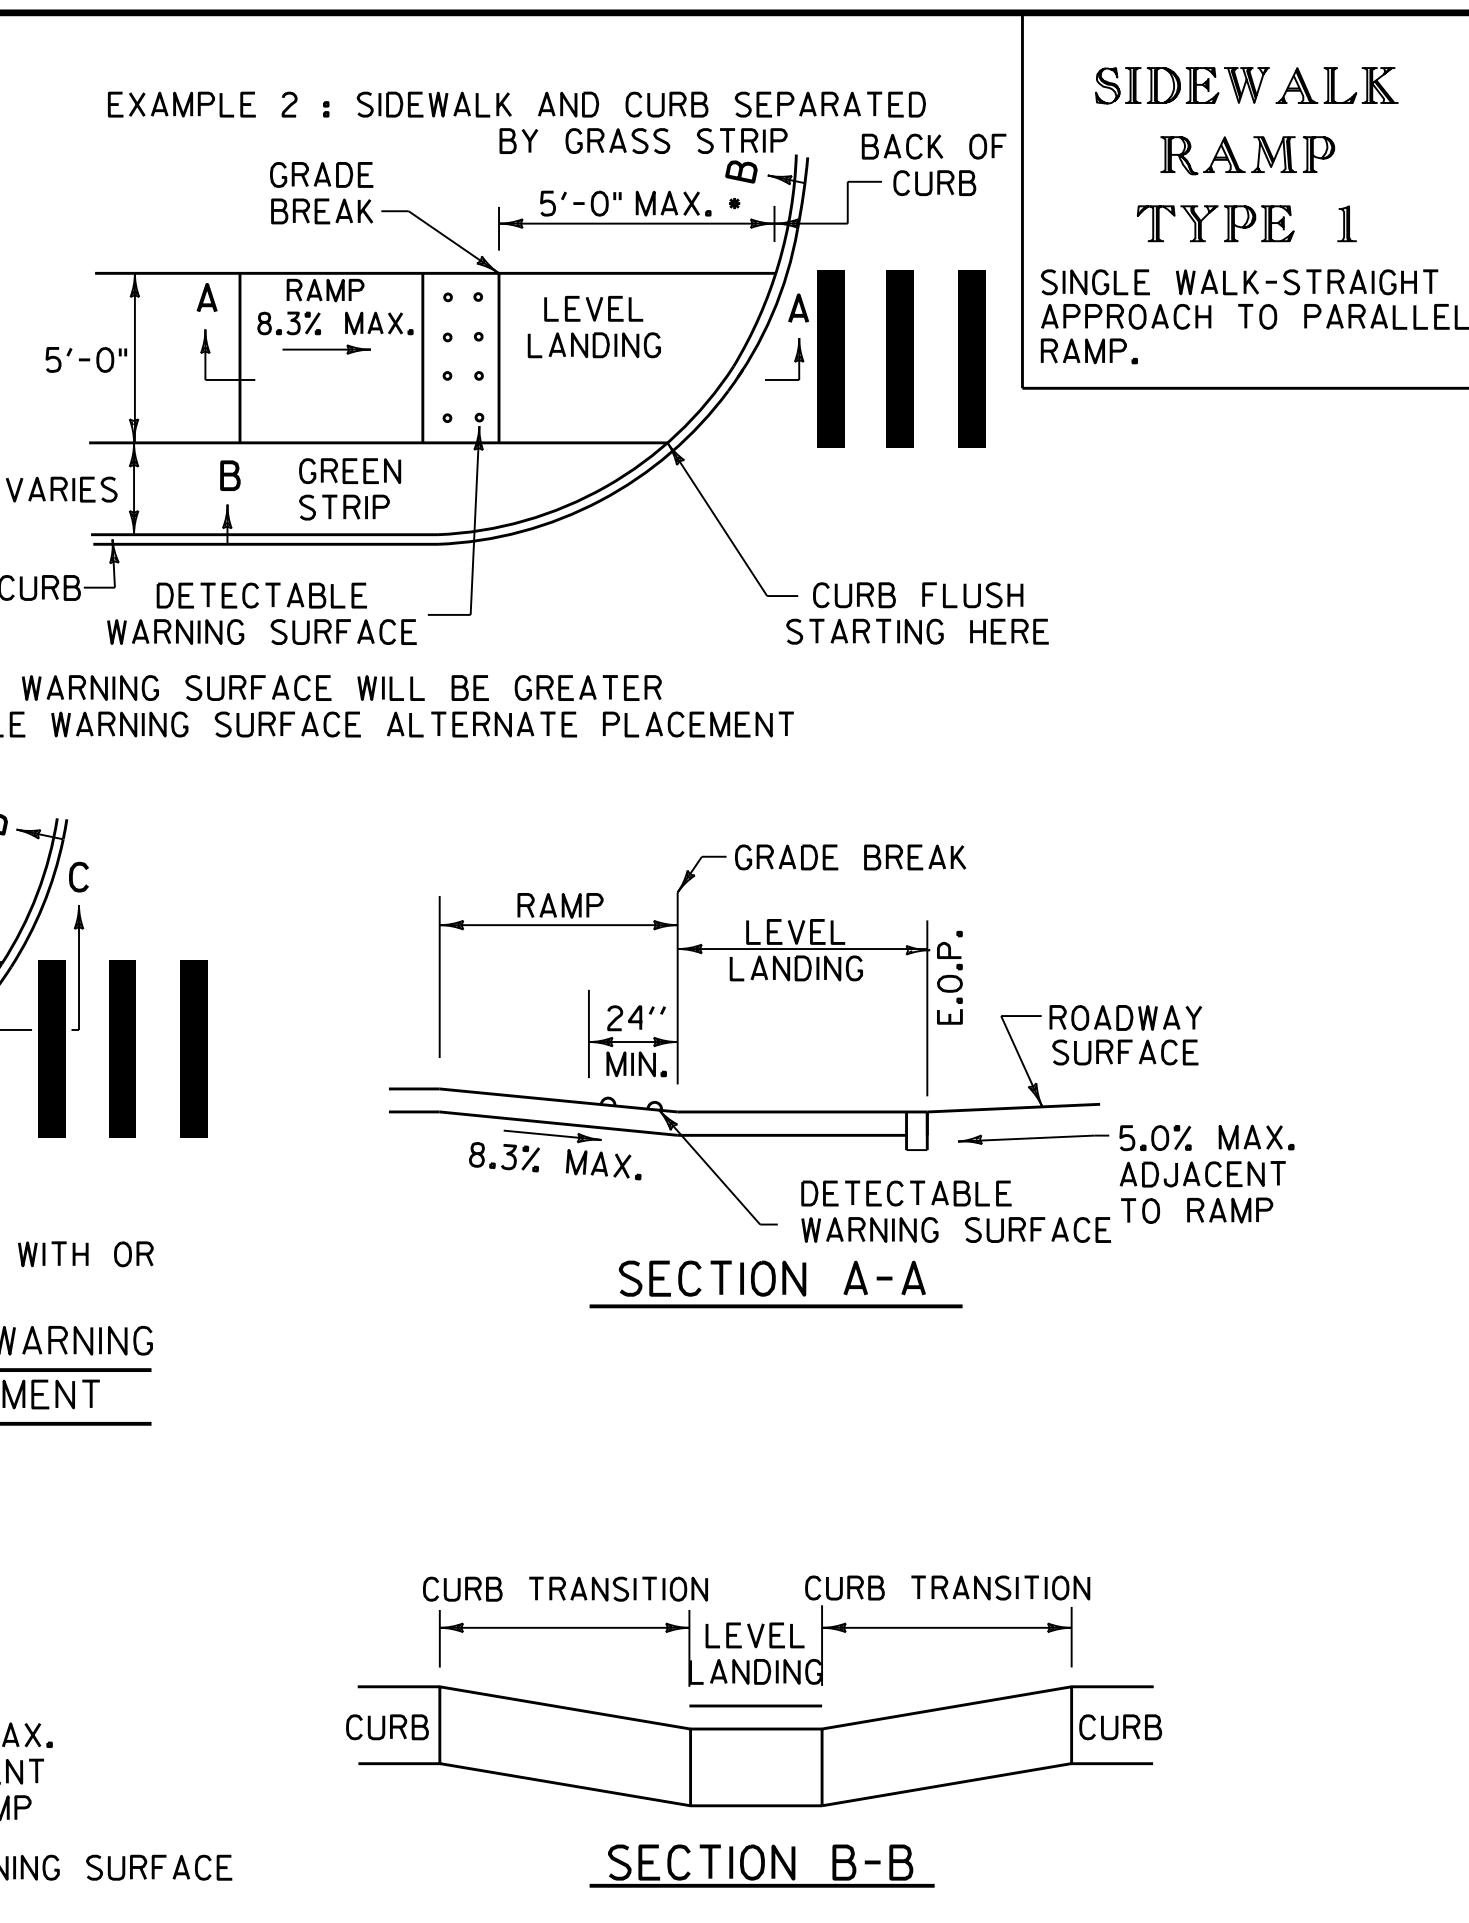 SIDEWALK
RAMP
TYPE 1
SINGLE WALK-STRAIGHT
APPROACH TO PARALLEL
RAMP.
EXAMPLE 2 : SIDEWALK AND CURB SEPARATED
BY GRASS STRIP
BACK OF
CURB
GRADE
BREAK
5'-0" MAX. *
B
A
RAMP
8.3% MAX.
LEVEL
LANDING
A
5'-0"
VARIES
B
GREEN
STRIP
CURB
DETECTABLE
WARNING SURFACE
CURB FLUSH
STARTING HERE
WARNING SURFACE WILL BE GREATER
WARNING SURFACE ALTERNATE PLACEMENT
C
GRADE BREAK
RAMP
LEVEL
LANDING
E.O.P.
24''
MIN.
ROADWAY
SURFACE
8.3% MAX.
5.0% MAX.
ADJACENT
TO RAMP
DETECTABLE
WARNING SURFACE
SECTION A-A
WITH OR
WARNING
MENT
CURB TRANSITION
CURB TRANSITION
LEVEL
LANDING
CURB
CURB
AX.
NT
MP
NING SURFACE
SECTION B-B